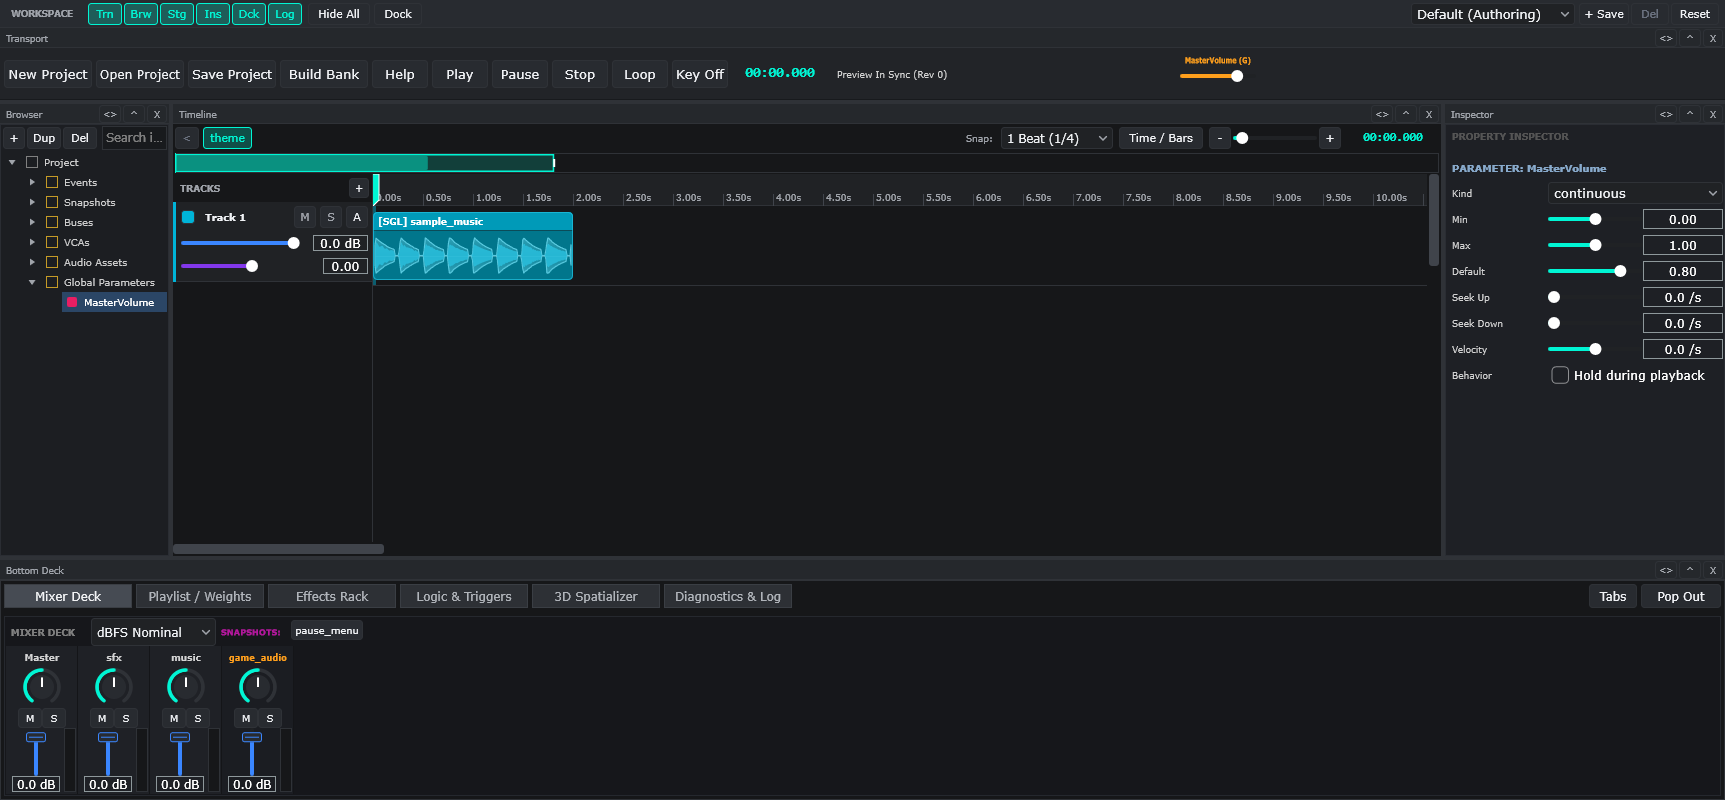 WORKSPACE Trn Brw Stg Ins Dck Log Hide All Dock Default (Authoring) + Save Del Reset
Transport <> ^ X
New Project Open Project Save Project Build Bank Help Play Pause Stop Loop Key Off 00:00.000 Preview In Sync (Rev 0) MasterVolume (G)
Browser <> ^ X
+ Dup Del Search i...
Project
Events
Snapshots
Buses
VCAs
Audio Assets
Global Parameters
MasterVolume
Timeline <> ^ X
< theme Snap: 1 Beat (1/4) Time / Bars - + 00:00.000
TRACKS +
0.00s 0.50s 1.00s 1.50s 2.00s 2.50s 3.00s 3.50s 4.00s 4.50s 5.00s 5.50s 6.00s 6.50s 7.00s 7.50s 8.00s 8.50s 9.00s 9.50s 10.00s
Track 1 M S A
0.0 dB
0.00
[SGL] sample_music
Inspector <> ^ X
PROPERTY INSPECTOR
PARAMETER: MasterVolume
Kind continuous
Min 0.00
Max 1.00
Default 0.80
Seek Up 0.0 /s
Seek Down 0.0 /s
Velocity 0.0 /s
Behavior Hold during playback
Bottom Deck <> ^ X
Mixer Deck Playlist / Weights Effects Rack Logic & Triggers 3D Spatializer Diagnostics & Log Tabs Pop Out
MIXER DECK dBFS Nominal SNAPSHOTS: pause_menu
Master sfx music game_audio
M S M S M S M S
0.0 dB 0.0 dB 0.0 dB 0.0 dB